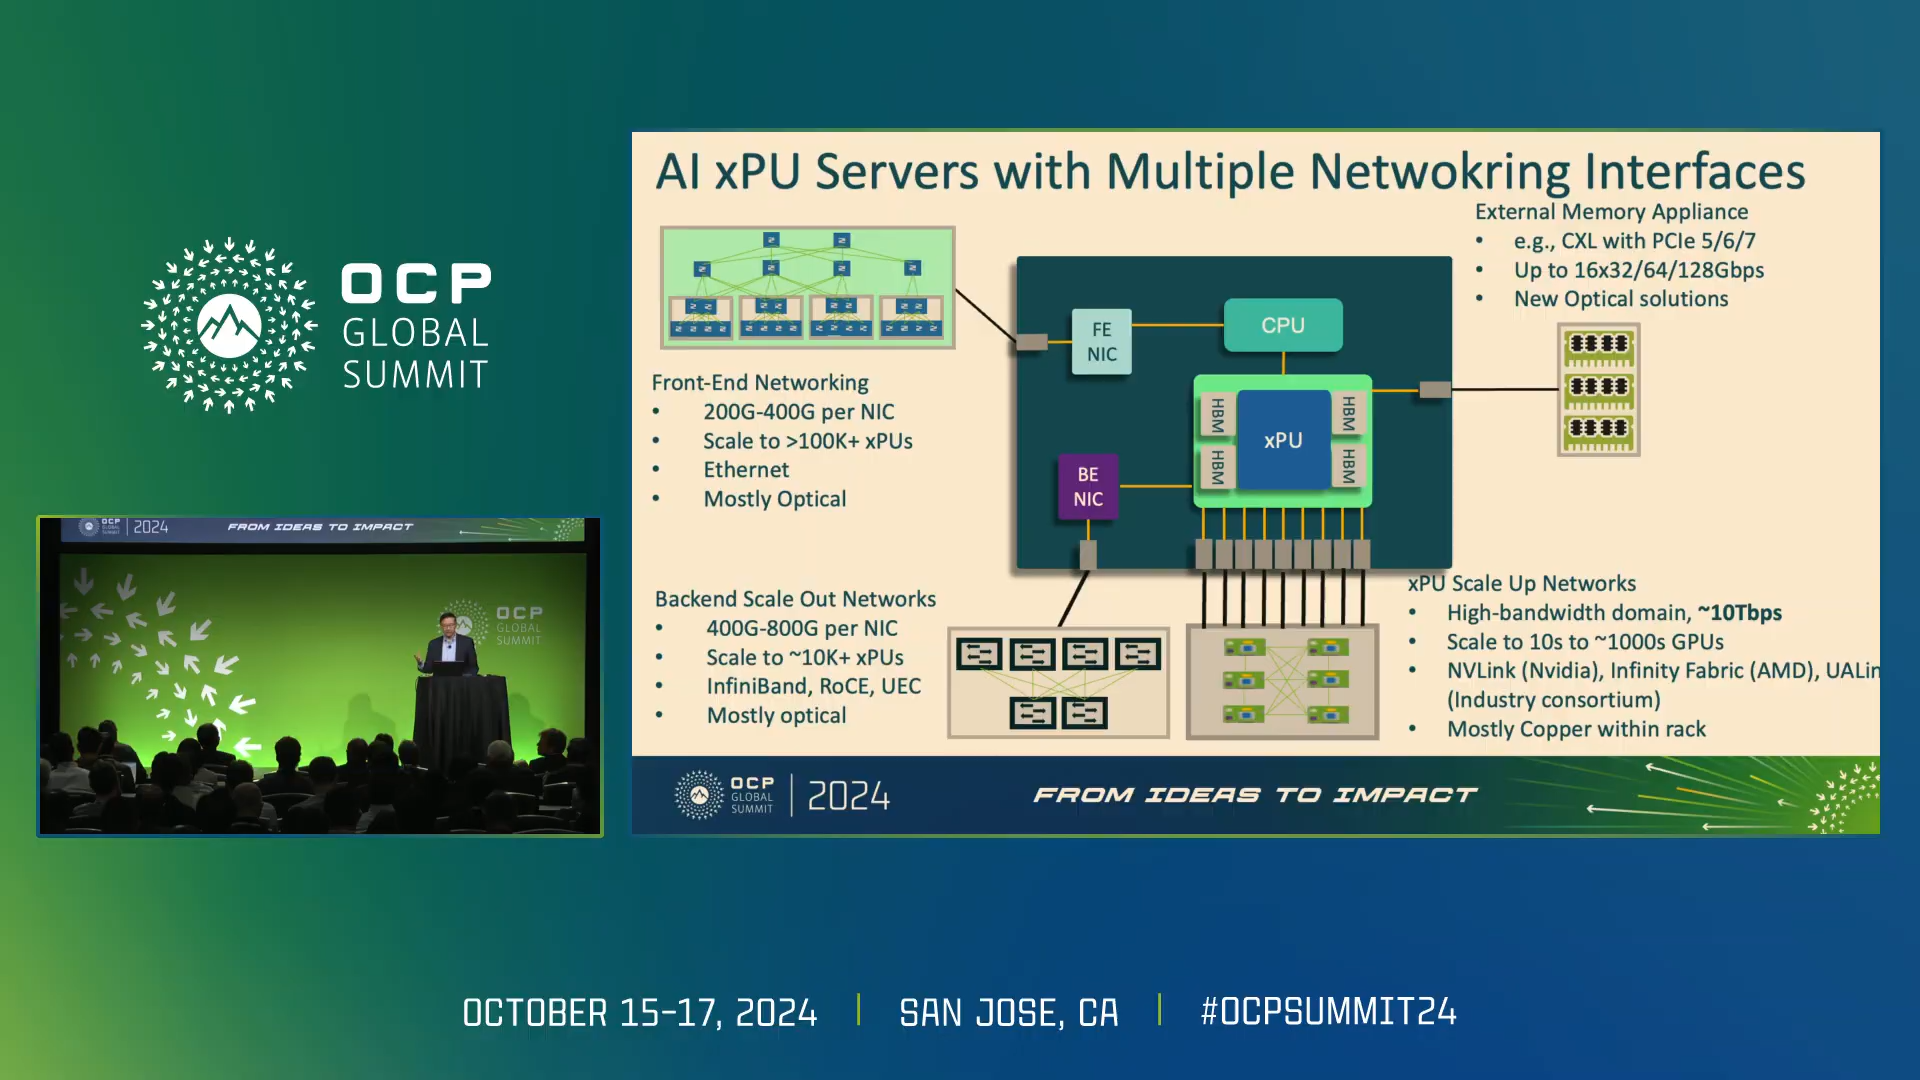 OCP
GLOBAL
SUMMIT
OCP
GLOBAL
SUMMIT
2024
FROM IDEAS TO IMPACT
OCP
GLOBAL
SUMMIT
AI xPU Servers with Multiple Netwokring Interfaces
External Memory Appliance
• e.g., CXL with PCIe 5/6/7
• Up to 16x32/64/128Gbps
• New Optical solutions
FE
NIC
CPU
HBM
HBM
xPU
HBM
HBM
BE
NIC
Front-End Networking
• 200G-400G per NIC
• Scale to >100K+ xPUs
• Ethernet
• Mostly Optical
Backend Scale Out Networks
• 400G-800G per NIC
• Scale to ~10K+ xPUs
• InfiniBand, RoCE, UEC
• Mostly optical
xPU Scale Up Networks
• High-bandwidth domain, ~10Tbps
• Scale to 10s to ~1000s GPUs
• NVLink (Nvidia), Infinity Fabric (AMD), UALin
(Industry consortium)
• Mostly Copper within rack
OCP
GLOBAL
SUMMIT
2024
FROM IDEAS TO IMPACT
OCTOBER 15-17, 2024 | SAN JOSE, CA | #OCPSUMMIT24